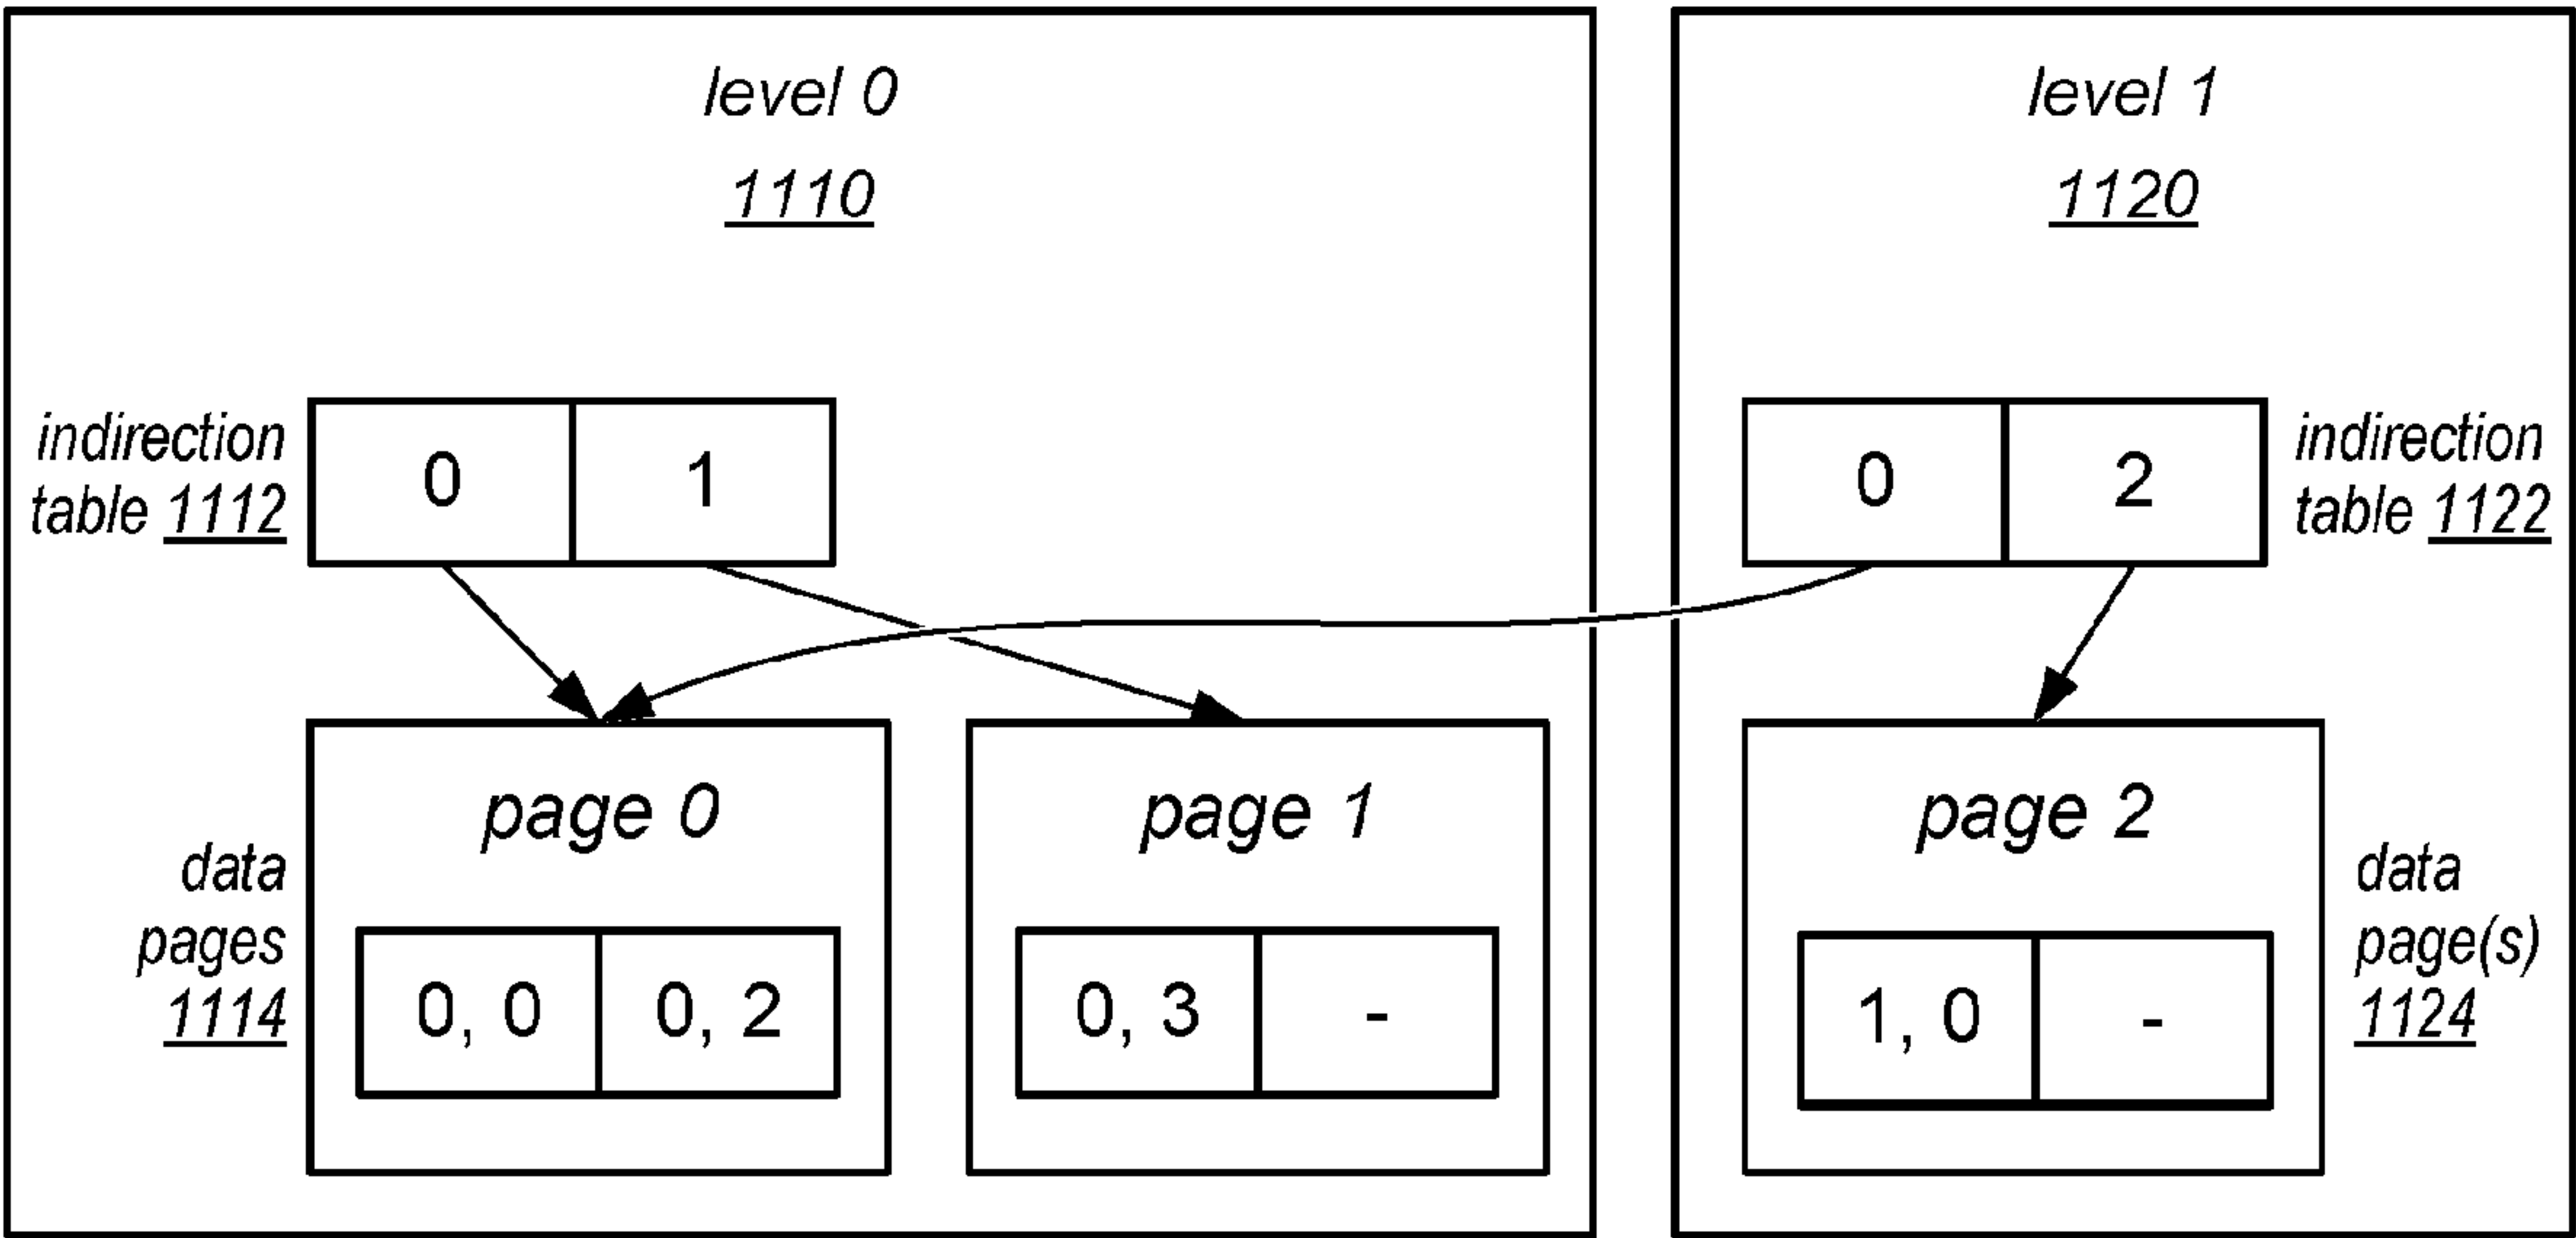 level 0
1110
level 1
1120
indirection
table 1112
0
1
0
2
indirection
table 1122
page 0
page 1
page 2
data
pages
1114
0, 0
0, 2
0, 3
-
1, 0
-
data
page(s)
1124